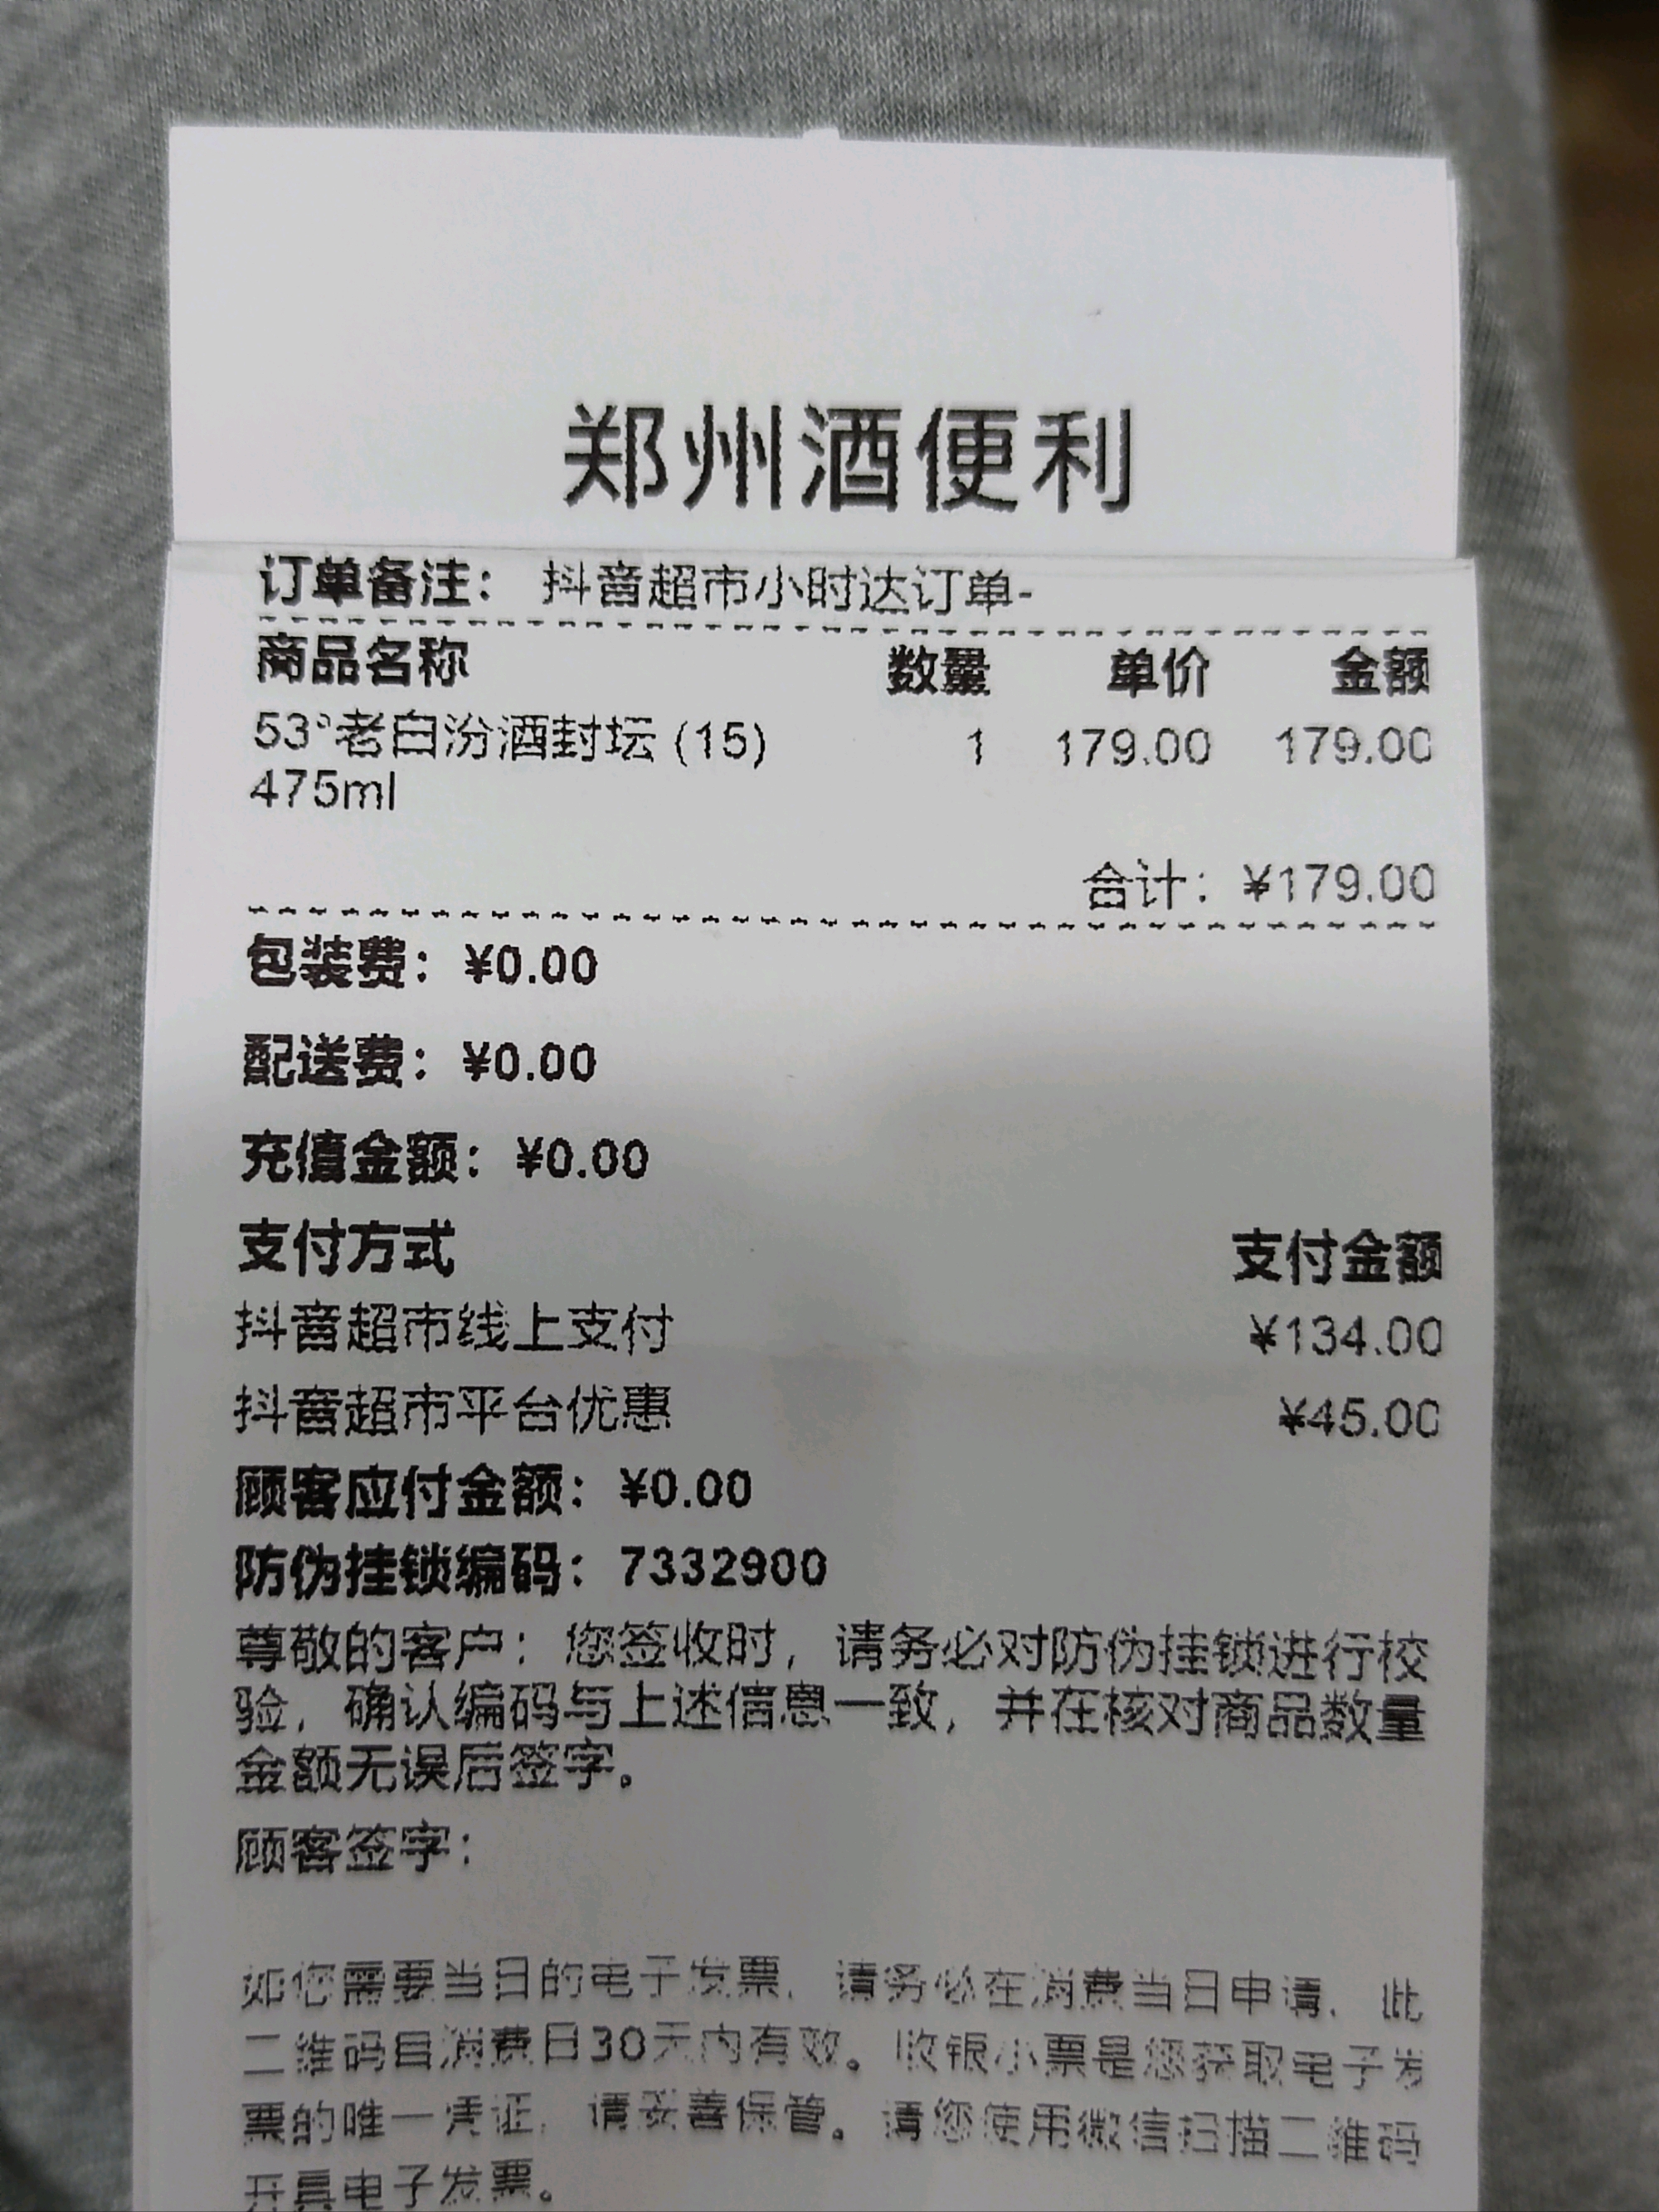 郑州酒便利
订单备注： 抖音超市小时达订单-
商品名称 数量 单价 金额
53°老白汾酒封坛 (15) 1 179.00 179.00
475ml
合计：¥179.00
包装费：¥0.00
配送费：¥0.00
充值金额：¥0.00
支付方式 支付金额
抖音超市线上支付 ¥134.00
抖音超市平台优惠 ¥45.00
顾客应付金额：¥0.00
防伪挂锁编码：7332900
尊敬的客户：您签收时，请务必对防伪挂锁进行校
验，确认编码与上述信息一致，并在核对商品数量
金额无误后签字。
顾客签字：
如您需要当日的电子发票，请务必在消费当日申请，此
二维码自消费日30天内有效。收银小票是您获取电子发
票的唯一凭证，请妥善保管。请您使用微信扫描二维码
开具电子发票。